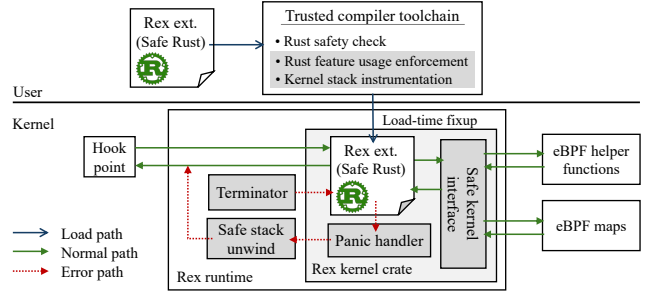 Rex ext.
(Safe Rust)
Trusted compiler toolchain
• Rust safety check
• Rust feature usage enforcement
• Kernel stack instrumentation
User
Kernel
Load-time fixup
Hook
point
Rex ext.
(Safe Rust)
Safe kernel
interface
eBPF helper
functions
Terminator
Safe stack
unwind
Panic handler
eBPF maps
Load path
Normal path
Error path
Rex runtime
Rex kernel crate